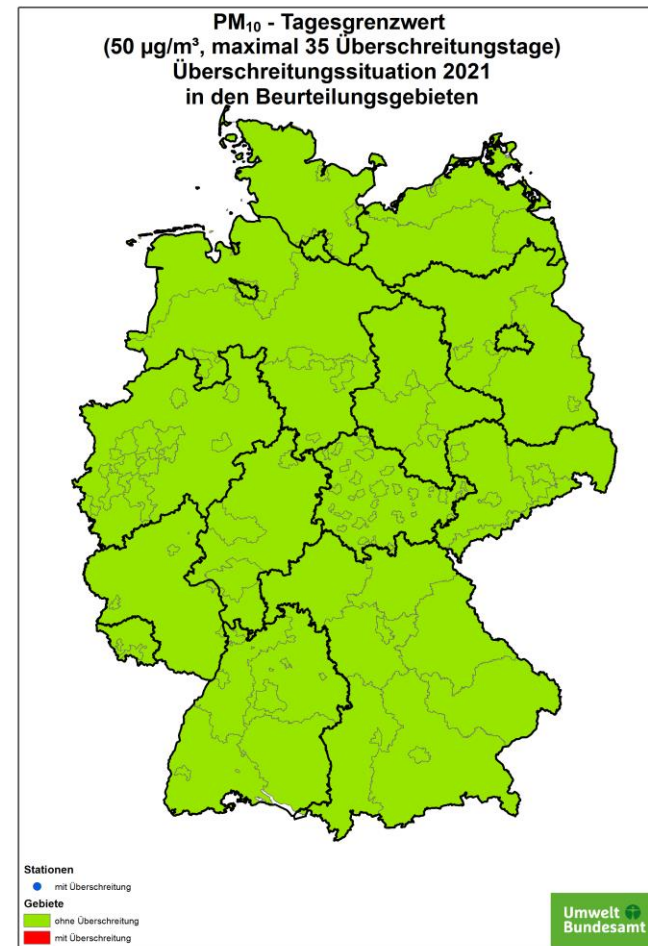 PM₁₀ - Tagesgrenzwert
(50 µg/m³, maximal 35 Überschreitungstage)
Überschreitungssituation 2021
in den Beurteilungsgebieten
Stationen
mit Überschreitung
Gebiete
ohne Überschreitung
mit Überschreitung
Umwelt
Bundesamt